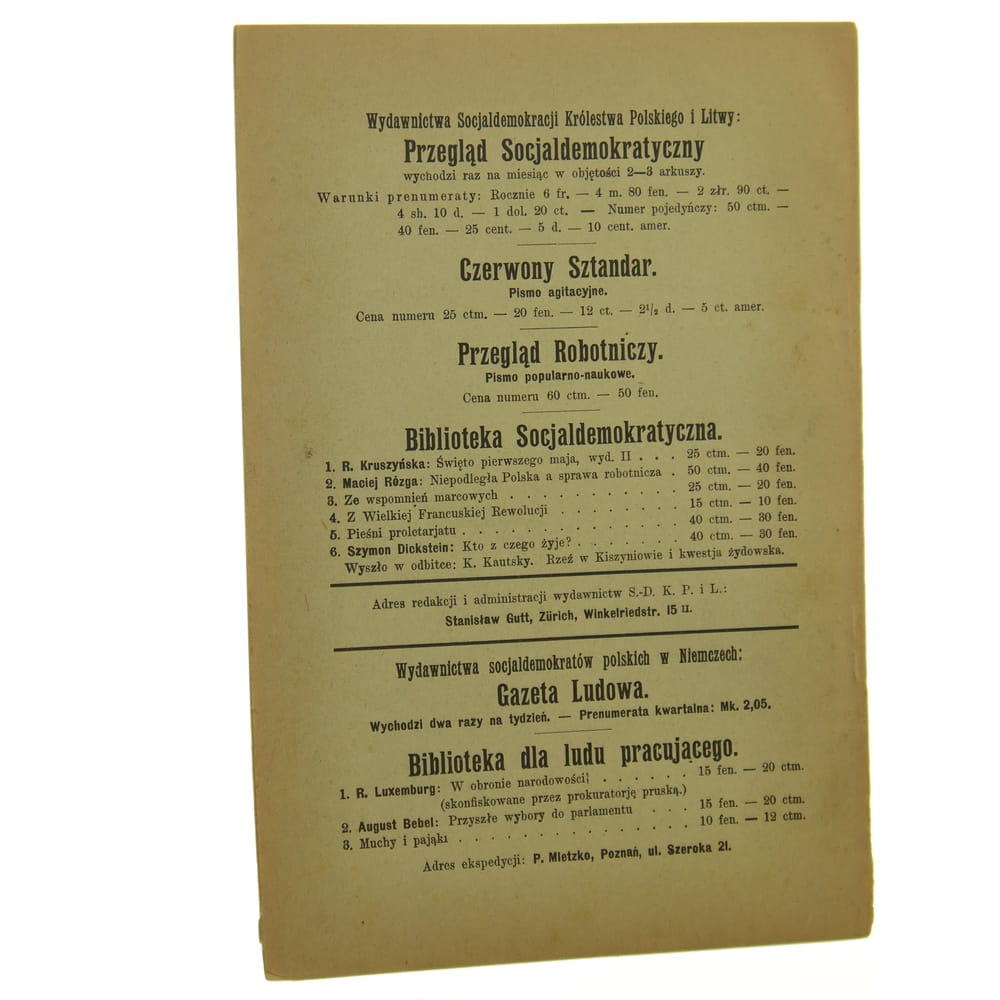 Wydawnictwa Socjaldemokracji Królestwa Polskiego i Litwy:
Przegląd Socjaldemokratyczny
wychodzi raz na miesiąc w objętości 2—3 arkuszy.
Warunki prenumeraty: Rocznie 6 fr. — 4 m. 80 fen. — 2 złr. 90 ct. —
4 sh. 10 d. — 1 dol. 20 ct. — Numer pojedyńczy: 50 ctm. —
40 fen. — 25 cent. — 5 d. — 10 cent. amer.
Czerwony Sztandar.
Pismo agitacyjne.
Cena numeru 25 ctm. — 20 fen. — 12 ct. — 2¹/₂ d. — 5 ct. amer.
Przegląd Robotniczy.
Pismo popularno-naukowe.
Cena numeru 60 ctm. — 50 fen.
Biblioteka Socjaldemokratyczna.
1. R. Kruszyńska: Święto pierwszego maja, wyd. II . . . 25 ctm. — 20 fen.
2. Maciej Rózga: Niepodległa Polska a sprawa robotnicza . 50 ctm. — 40 fen.
3. Ze wspomnień marcowych . . . . . . . . . . 25 ctm. — 20 fen.
4. Z Wielkiej Francuskiej Rewolucji . . . . . . . 15 ctm. — 10 fen.
5. Pieśni proletarjatu . . . . . . . . . . . . . 40 ctm. — 30 fen.
6. Szymon Dickstein: Kto z czego żyje? . . . . . . . 40 ctm. — 30 fen.
Wyszło w odbitce: K. Kautsky. Rzeź w Kiszyniowie i kwestja żydowska.
Adres redakcji i administracji wydawnictw S.-D. K. P. i L.:
Stanisław Gutt, Zürich, Winkelriedstr. 15 II.
Wydawnictwa socjaldemokratów polskich w Niemczech:
Gazeta Ludowa.
Wychodzi dwa razy na tydzień. — Prenumerata kwartalna: Mk. 2,05.
Biblioteka dla ludu pracującego.
1. R. Luxemburg: W obronie narodowości! . . . . . . 15 fen. — 20 ctm.
(skonfiskowane przez prokuratorję pruską.)
2. August Bebel: Przyszłe wybory do parlamentu . . . 15 fen. — 20 ctm.
3. Muchy i pająki . . . . . . . . . . . . . 10 fen. — 12 ctm.
Adres ekspedycji: P. Mietzko, Poznań, ul. Szeroka 21.